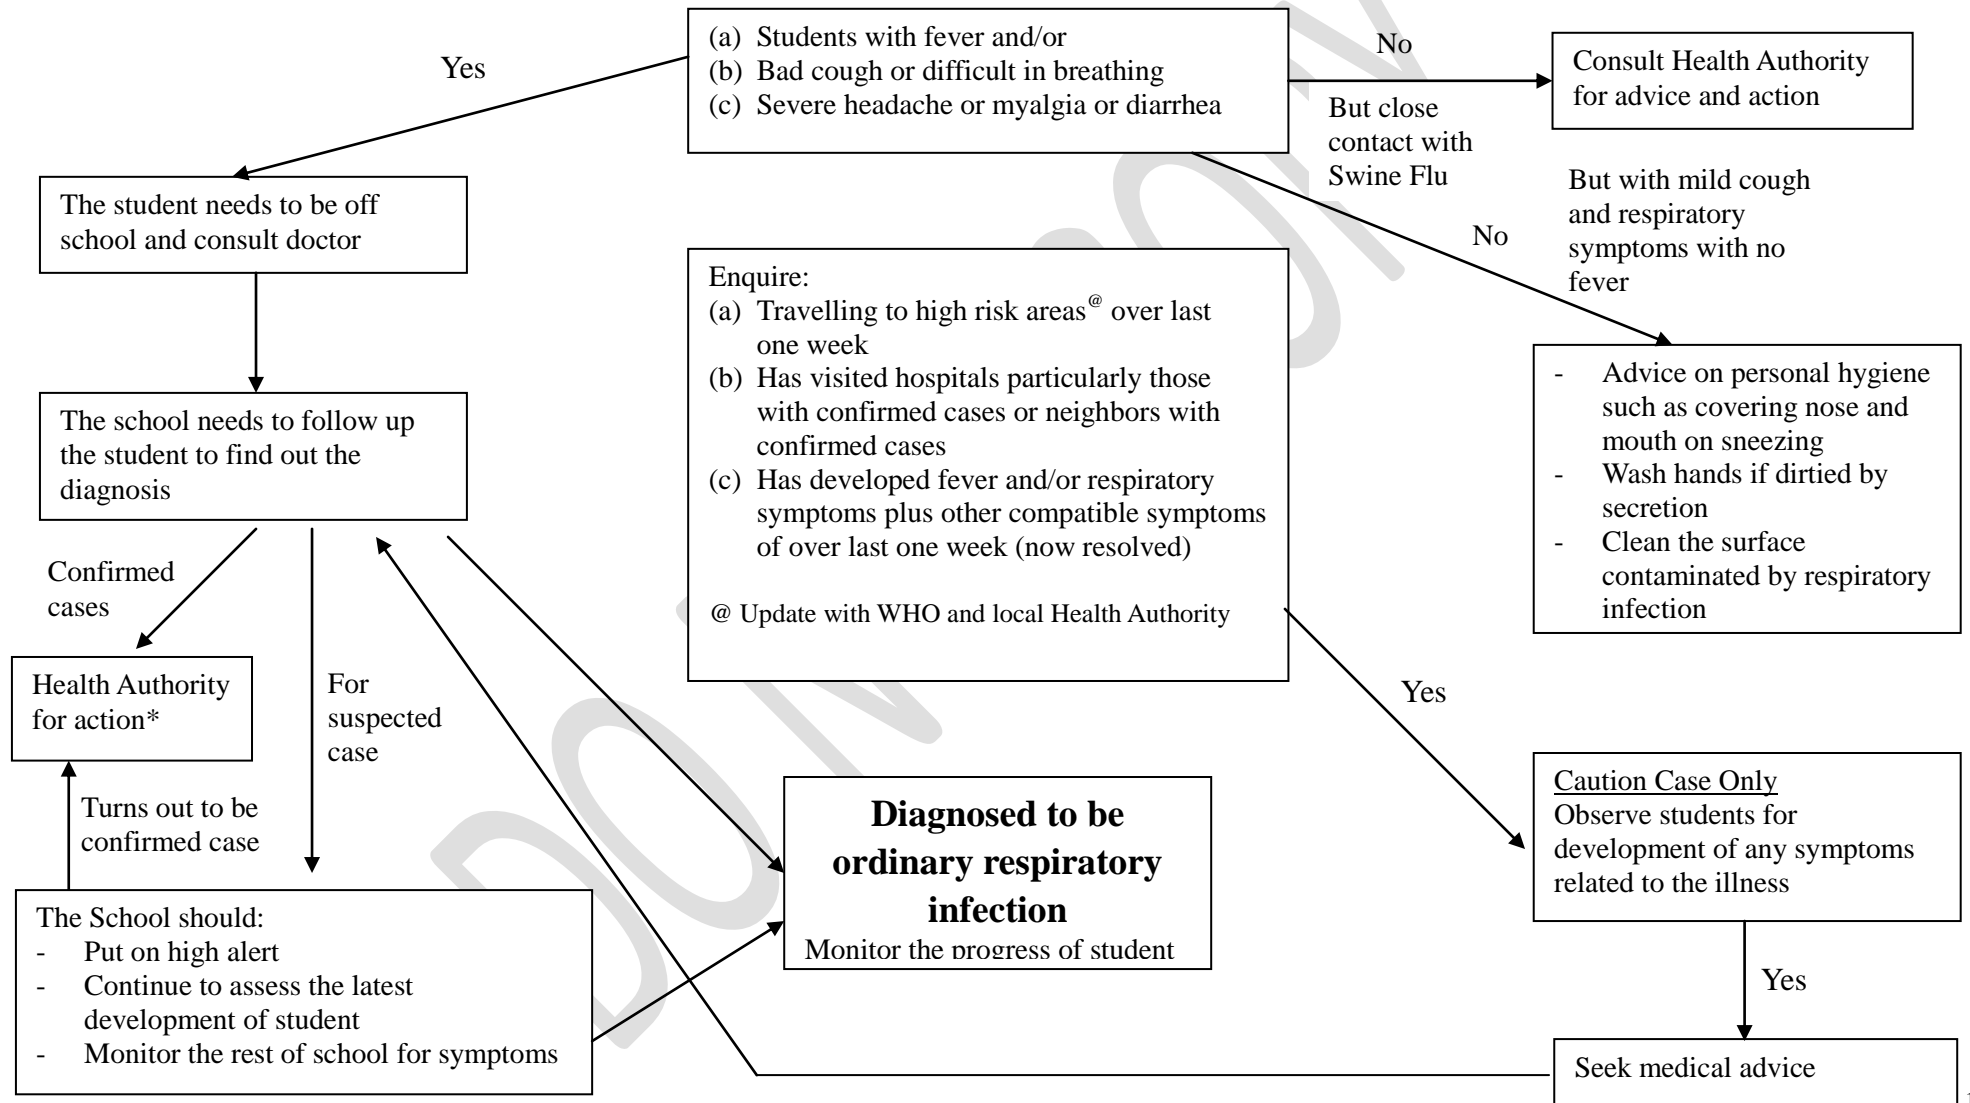 (a) Students with fever and/or
(b) Bad cough or difficult in breathing
(c) Severe headache or myalgia or diarrhea
Yes
No
Consult Health Authority
for advice and action
But close
contact with
Swine Flu
But with mild cough
and respiratory
symptoms with no
fever
No
The student needs to be off
school and consult doctor
Enquire:
(a) Travelling to high risk areas@ over last
one week
(b) Has visited hospitals particularly those
with confirmed cases or neighbors with
confirmed cases
(c) Has developed fever and/or respiratory
symptoms plus other compatible symptoms
of over last one week (now resolved)
@ Update with WHO and local Health Authority
- Advice on personal hygiene
such as covering nose and
mouth on sneezing
- Wash hands if dirtied by
secretion
- Clean the surface
contaminated by respiratory
infection
The school needs to follow up
the student to find out the
diagnosis
Confirmed
cases
Health Authority
for action*
For
suspected
case
Yes
Turns out to be
confirmed case
Diagnosed to be
ordinary respiratory
infection
Monitor the progress of student
Caution Case Only
Observe students for
development of any symptoms
related to the illness
The School should:
- Put on high alert
- Continue to assess the latest
development of student
- Monitor the rest of school for symptoms
Yes
Seek medical advice
DO N